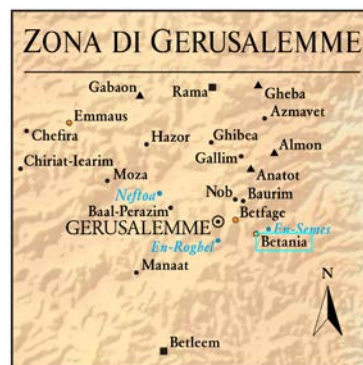 ZONA DI GERUSALEMME
Gabaon
Rama
Gheba
Emmaus
Azmavet
Chefira
Hazor
Ghibea
Almon
Chiriat-Iearim
Gallim
Moza
Anatot
Neftoa
Nob
Baurim
Baal-Perazim
Betfage
GERUSALEMME
En-Semes
En-Roghel
Betania
Manaat
N
Betleem